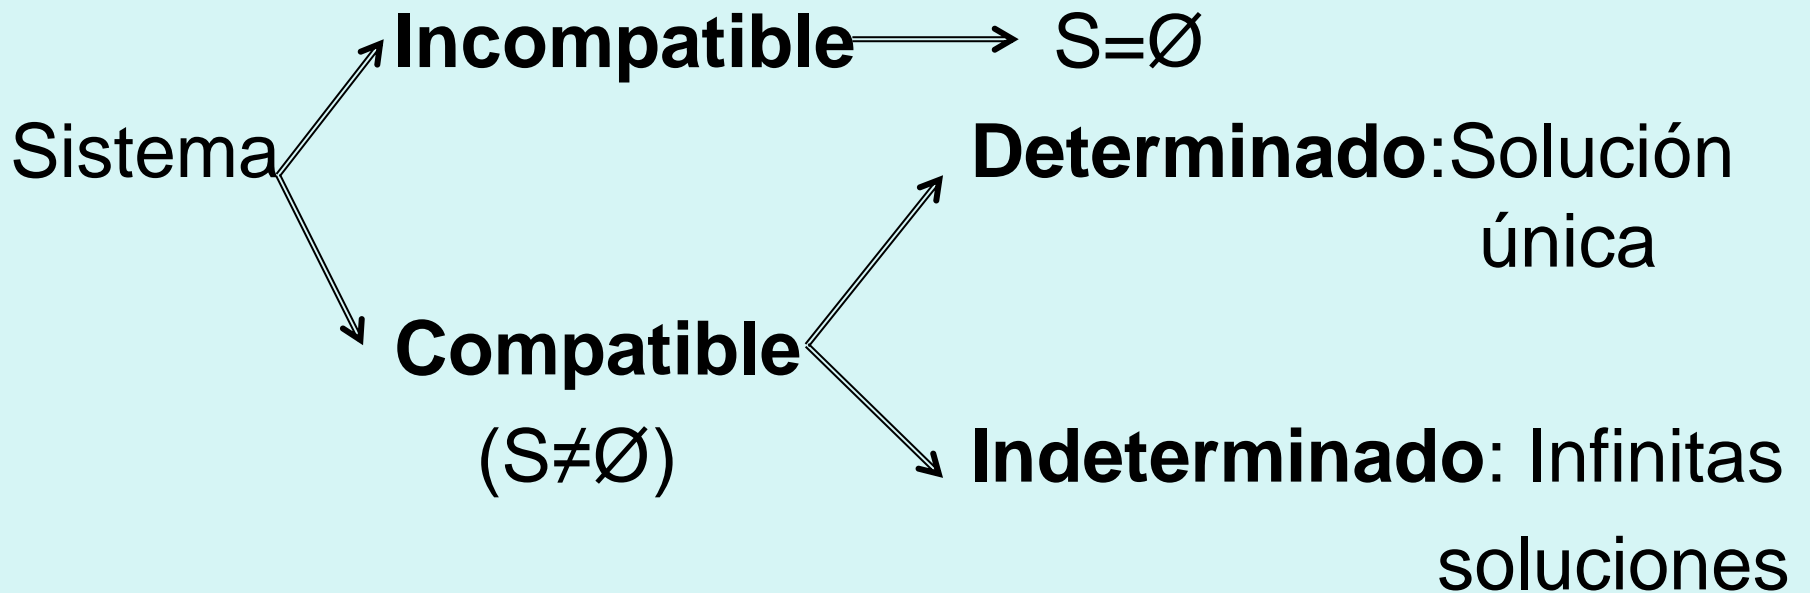 Incompatible S=Ø
Sistema Determinado:Solución
única
Compatible
(S≠Ø) Indeterminado: Infinitas
soluciones